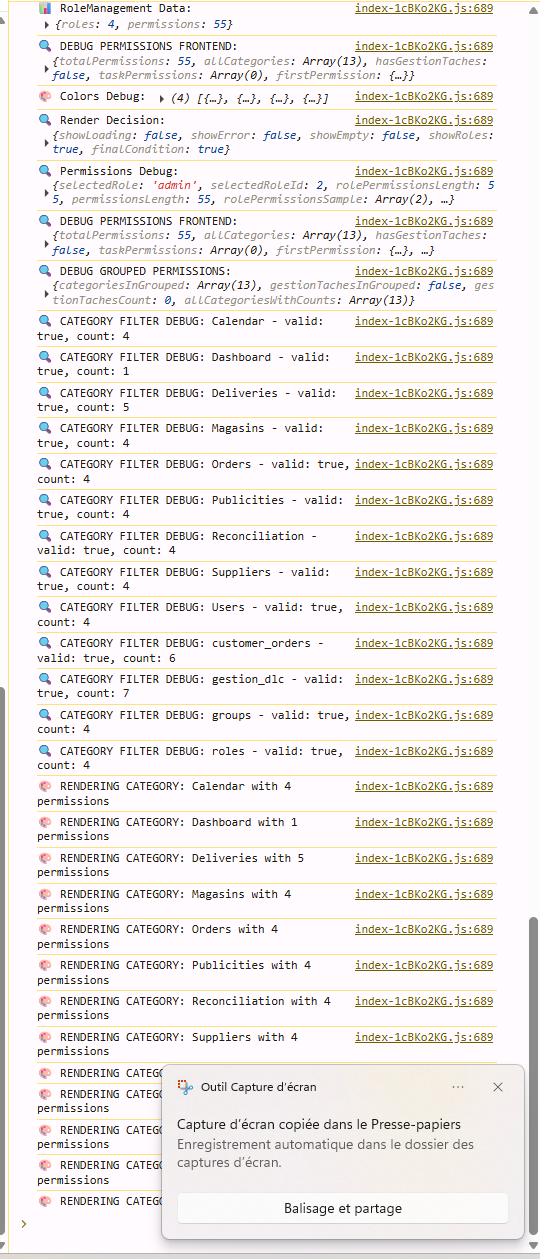 RoleManagement Data: index-1cBKo2KG.js:689
{roles: 4, permissions: 55}
DEBUG PERMISSIONS FRONTEND: index-1cBKo2KG.js:689
{totalPermissions: 55, allCategories: Array(13), hasGestionTaches:
false, taskPermissions: Array(0), firstPermission: {…}}
Colors Debug: (4) [{…}, {…}, {…}, {…}] index-1cBKo2KG.js:689
Render Decision: index-1cBKo2KG.js:689
{showLoading: false, showError: false, showEmpty: false, showRoles:
true, finalCondition: true}
Permissions Debug: index-1cBKo2KG.js:689
{selectedRole: 'admin', selectedRoleId: 2, rolePermissionsLength: 5
5, permissionsLength: 55, rolePermissionsSample: Array(2), …}
DEBUG PERMISSIONS FRONTEND: index-1cBKo2KG.js:689
{totalPermissions: 55, allCategories: Array(13), hasGestionTaches:
false, taskPermissions: Array(0), firstPermission: {…}, …}
DEBUG GROUPED PERMISSIONS: index-1cBKo2KG.js:689
{categoriesInGrouped: Array(13), gestionTachesInGrouped: false, ges
tionTachesCount: 0, allCategoriesWithCounts: Array(13)}
CATEGORY FILTER DEBUG: Calendar - valid: index-1cBKo2KG.js:689
true, count: 4
CATEGORY FILTER DEBUG: Dashboard - valid: index-1cBKo2KG.js:689
true, count: 1
CATEGORY FILTER DEBUG: Deliveries - valid: index-1cBKo2KG.js:689
true, count: 5
CATEGORY FILTER DEBUG: Magasins - valid: index-1cBKo2KG.js:689
true, count: 4
CATEGORY FILTER DEBUG: Orders - valid: true, index-1cBKo2KG.js:689
count: 4
CATEGORY FILTER DEBUG: Publicities - valid: index-1cBKo2KG.js:689
true, count: 4
CATEGORY FILTER DEBUG: Reconciliation - index-1cBKo2KG.js:689
valid: true, count: 4
CATEGORY FILTER DEBUG: Suppliers - valid: index-1cBKo2KG.js:689
true, count: 4
CATEGORY FILTER DEBUG: Users - valid: true, index-1cBKo2KG.js:689
count: 4
CATEGORY FILTER DEBUG: customer_orders - index-1cBKo2KG.js:689
valid: true, count: 6
CATEGORY FILTER DEBUG: gestion_dlc - valid: index-1cBKo2KG.js:689
true, count: 7
CATEGORY FILTER DEBUG: groups - valid: true, index-1cBKo2KG.js:689
count: 4
CATEGORY FILTER DEBUG: roles - valid: true, index-1cBKo2KG.js:689
count: 4
RENDERING CATEGORY: Calendar with 4 index-1cBKo2KG.js:689
permissions
RENDERING CATEGORY: Dashboard with 1 index-1cBKo2KG.js:689
permissions
RENDERING CATEGORY: Deliveries with 5 index-1cBKo2KG.js:689
permissions
RENDERING CATEGORY: Magasins with 4 index-1cBKo2KG.js:689
permissions
RENDERING CATEGORY: Orders with 4 index-1cBKo2KG.js:689
permissions
RENDERING CATEGORY: Publicities with 4 index-1cBKo2KG.js:689
permissions
RENDERING CATEGORY: Reconciliation with 4 index-1cBKo2KG.js:689
permissions
RENDERING CATEGORY: Suppliers with 4 index-1cBKo2KG.js:689
permissions
RENDERING CATEG
RENDERING CATEG
permissions
RENDERING CATEG
permissions
RENDERING CATEG
permissions
RENDERING CATEG
Outil Capture d'écran
Capture d'écran copiée dans le Presse-papiers
Enregistrement automatique dans le dossier des
captures d'écran.
Balisage et partage